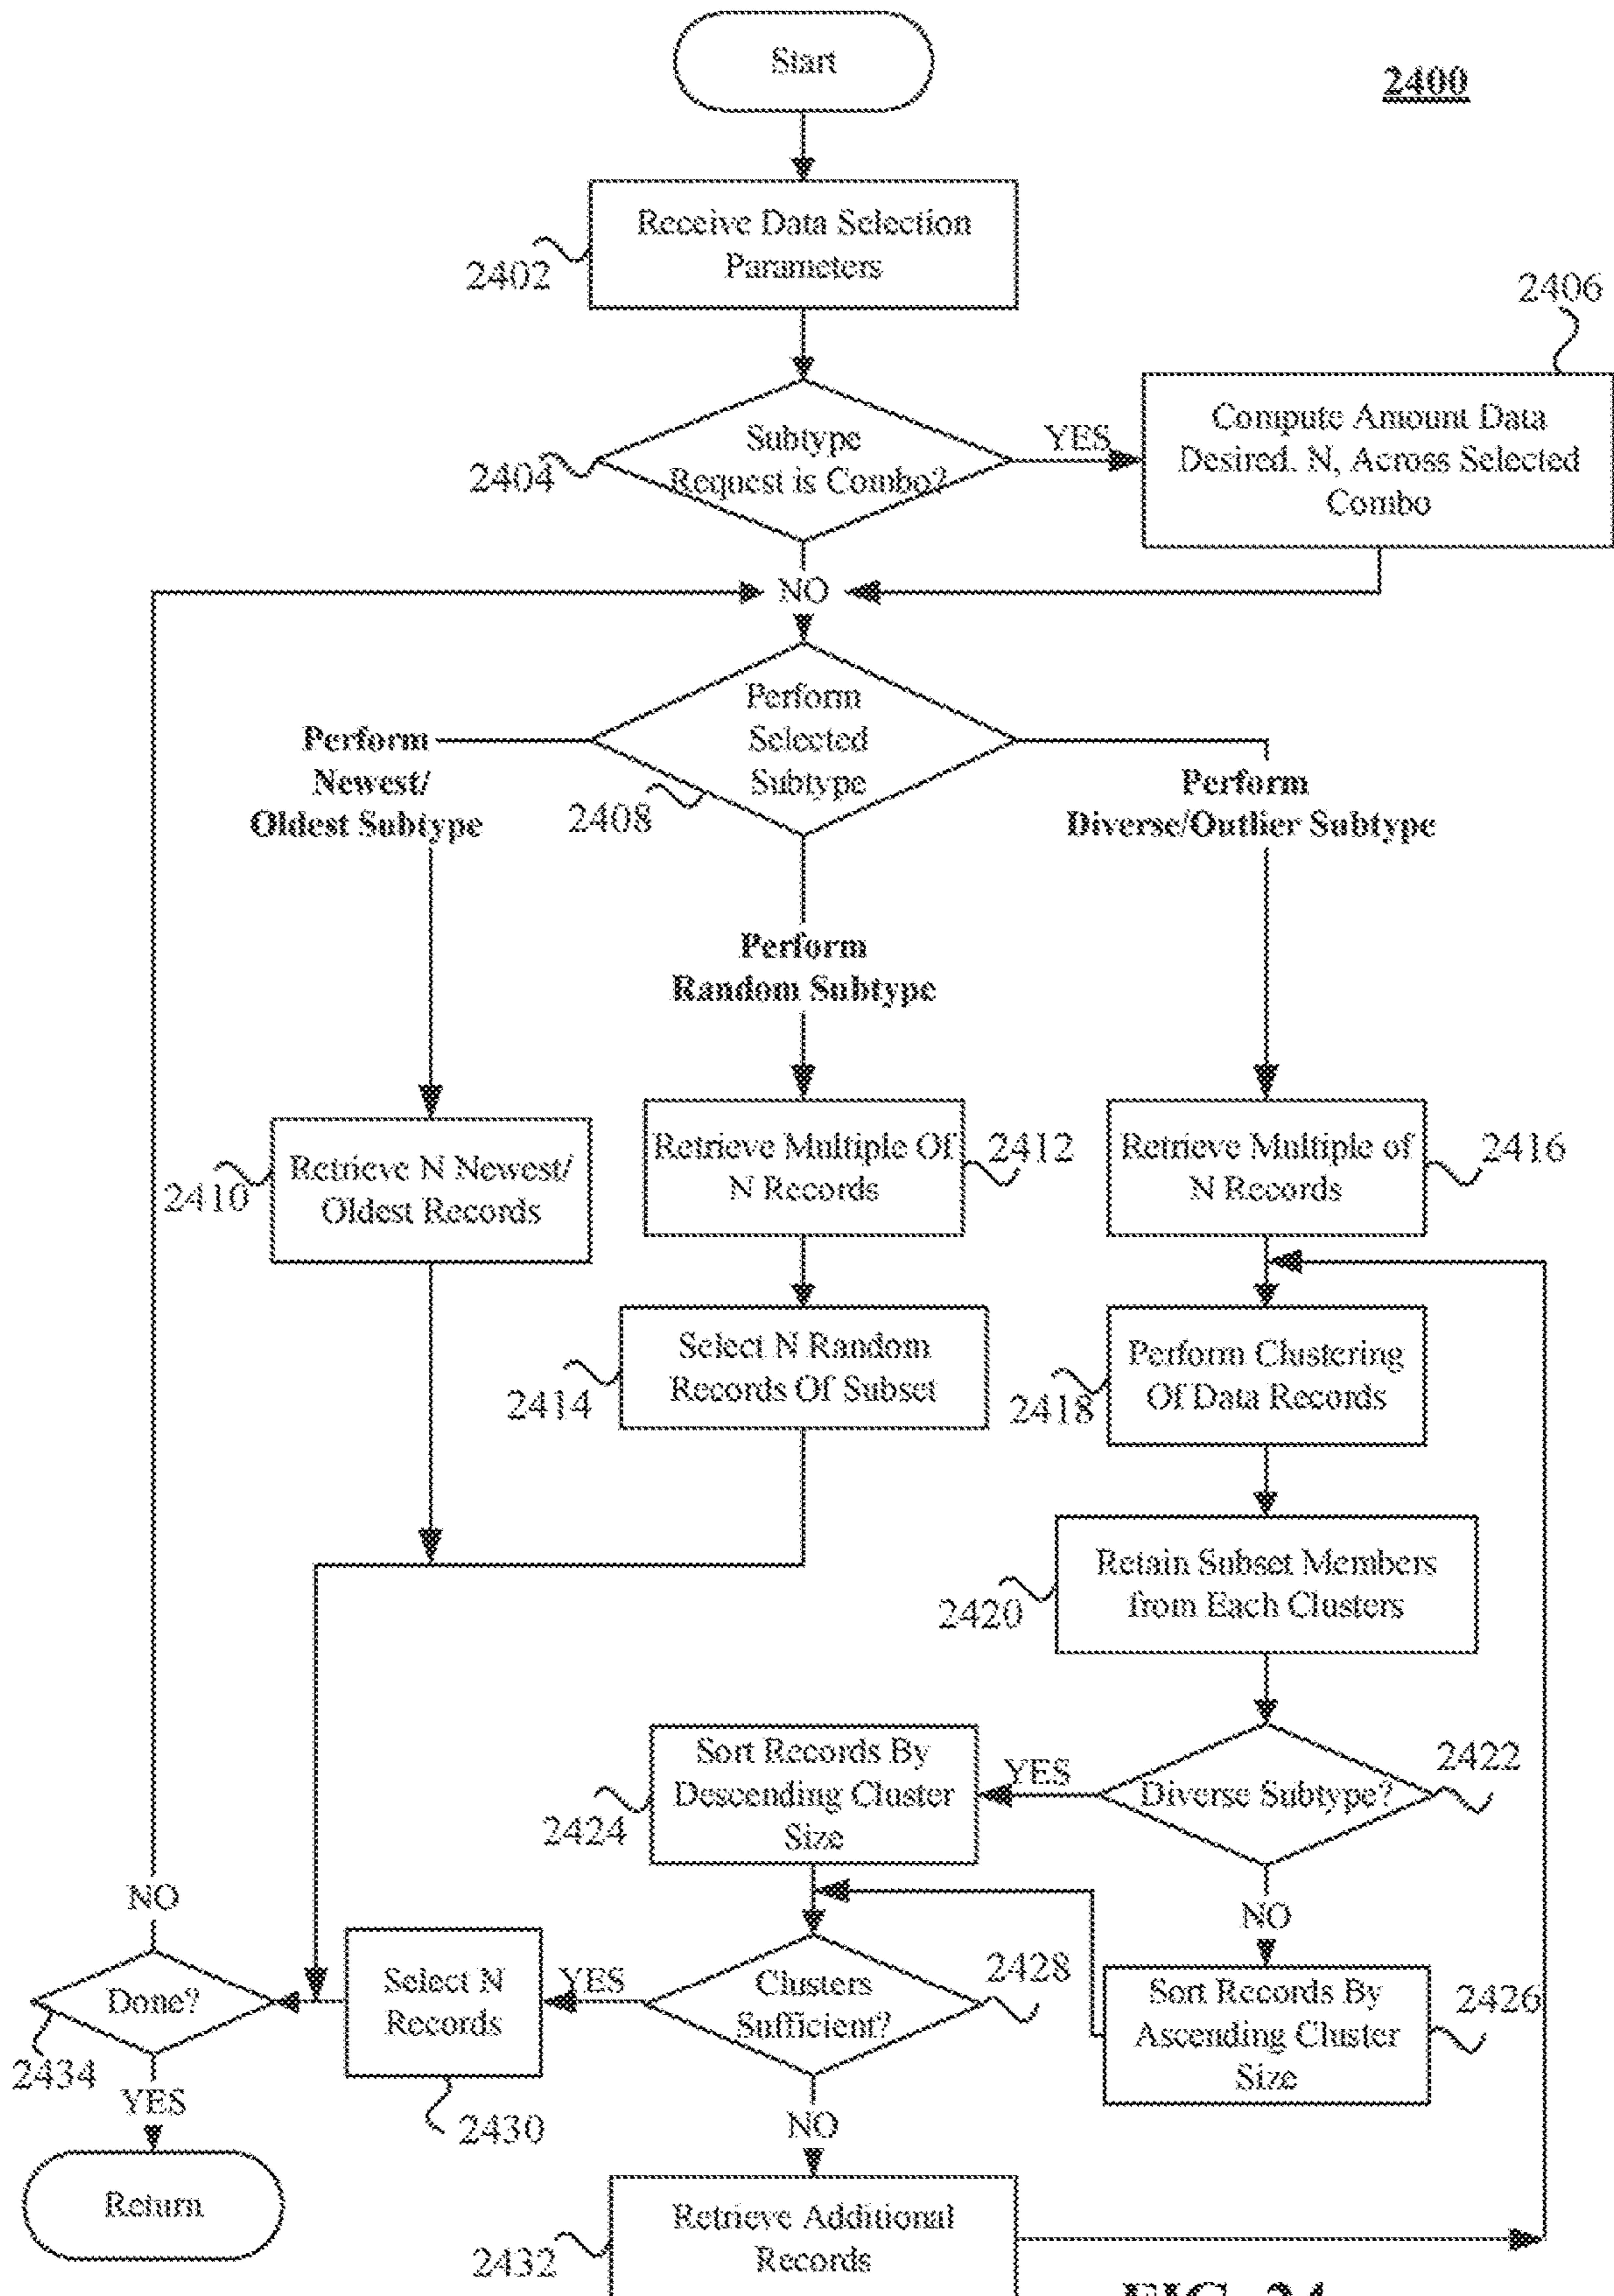 Start
2400
Receive Data Selection
Parameters
2402
2406
Subtype
Request is Combo?
2404
YES
Compute Amount Data
Desired. N, Across Selected
Combo
NO
Perform
Selected
Subtype
2408
Perform
Newest/
Oldest Subtype
Perform
Diverse/Outlier Subtype
Perform
Random Subtype
Retrieve N Newest/
Oldest Records
2410
Retrieve Multiple Of
N Records
2412
Retrieve Multiple of
N Records
2416
Select N Random
Records Of Subset
2414
Perform Clustering
Of Data Records
2418
Retain Subset Members
from Each Clusters
2420
Diverse Subtype?
2422
YES
Sort Records By
Descending Cluster
Size
2424
NO
Sort Records By
Ascending Cluster
Size
2426
Clusters
Sufficient?
2428
YES
Select N
Records
2430
NO
Done?
2434
YES
Return
NO
Retrieve Additional
Records
2432
FIG. 24